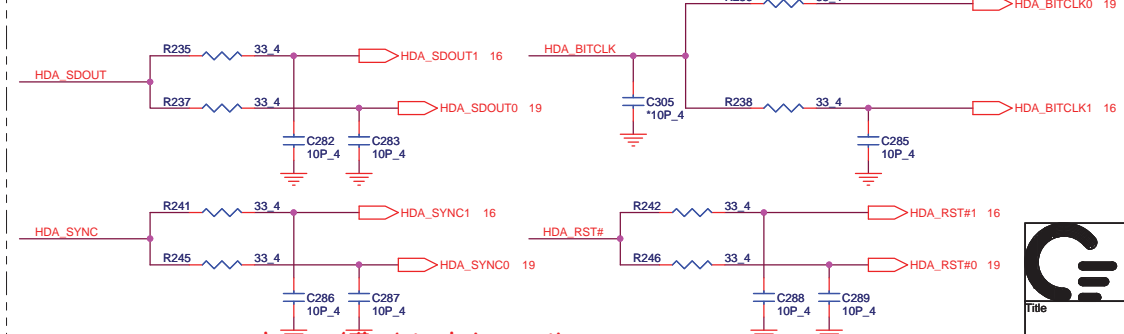 HDA_BITCLK0 19
R235 33_4 HDA_SDOUT1 16
HDA_SDOUT
R237 33_4 HDA_SDOUT0 19
C282
10P_4
C283
10P_4
HDA_BITCLK
C305
*10P_4
R238 33_4 HDA_BITCLK1 16
C285
10P_4
R241 33_4 HDA_SYNC1 16
HDA_SYNC
R245 33_4 HDA_SYNC0 19
C286
10P_4
C287
10P_4
R242 33_4 HDA_RST#1 16
HDA_RST#
R246 33_4 HDA_RST#0 19
C288
10P_4
C289
10P_4
Title